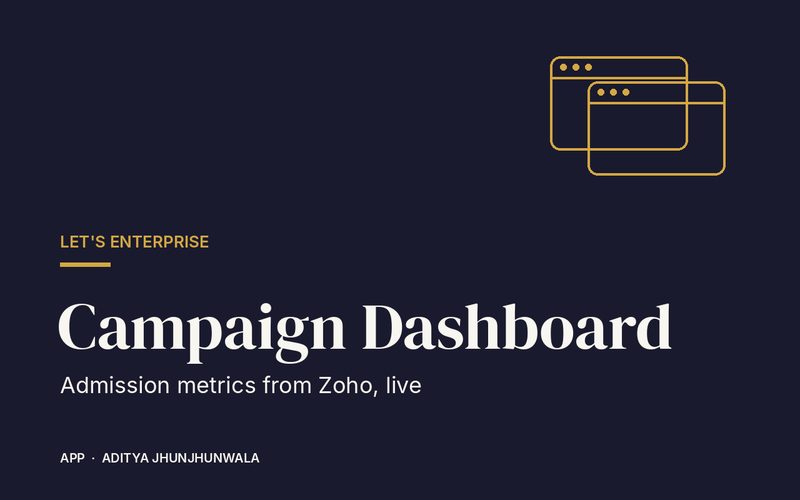 LET'S ENTERPRISE
Campaign Dashboard
Admission metrics from Zoho, live
APP · ADITYA JHUNJHUNWALA